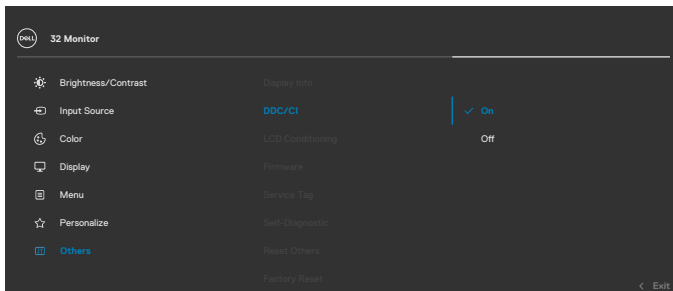 DELL
32 Monitor
Brightness/Contrast
Display Info
Input Source
DDC/CI
On
Color
LCD Conditioning
Off
Display
Firmware
Menu
Service Tag
Personalize
Self-Diagnostic
Others
Reset Others
Factory Reset
Exit